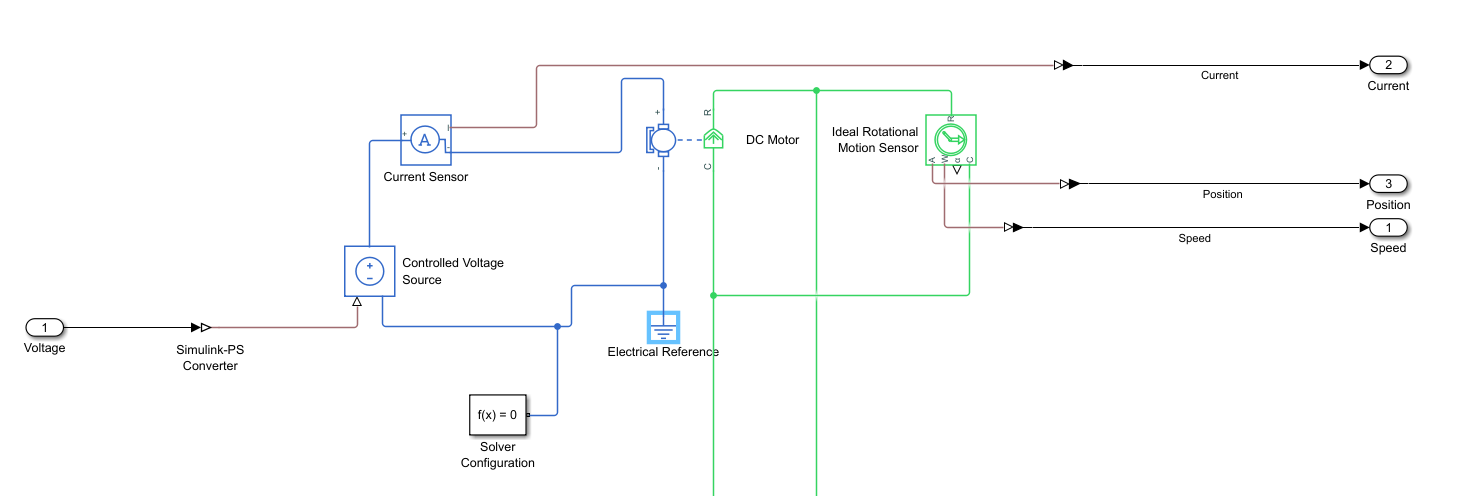 2
Current
Current
+
I
A
-
Current Sensor
+
-
R
C
DC Motor
Ideal Rotational
Motion Sensor
R
A
W
α
C
3
Position
Position
1
Speed
Speed
+
−
Controlled Voltage
Source
1
Voltage
Simulink-PS
Converter
Electrical Reference
f(x) = 0
Solver
Configuration